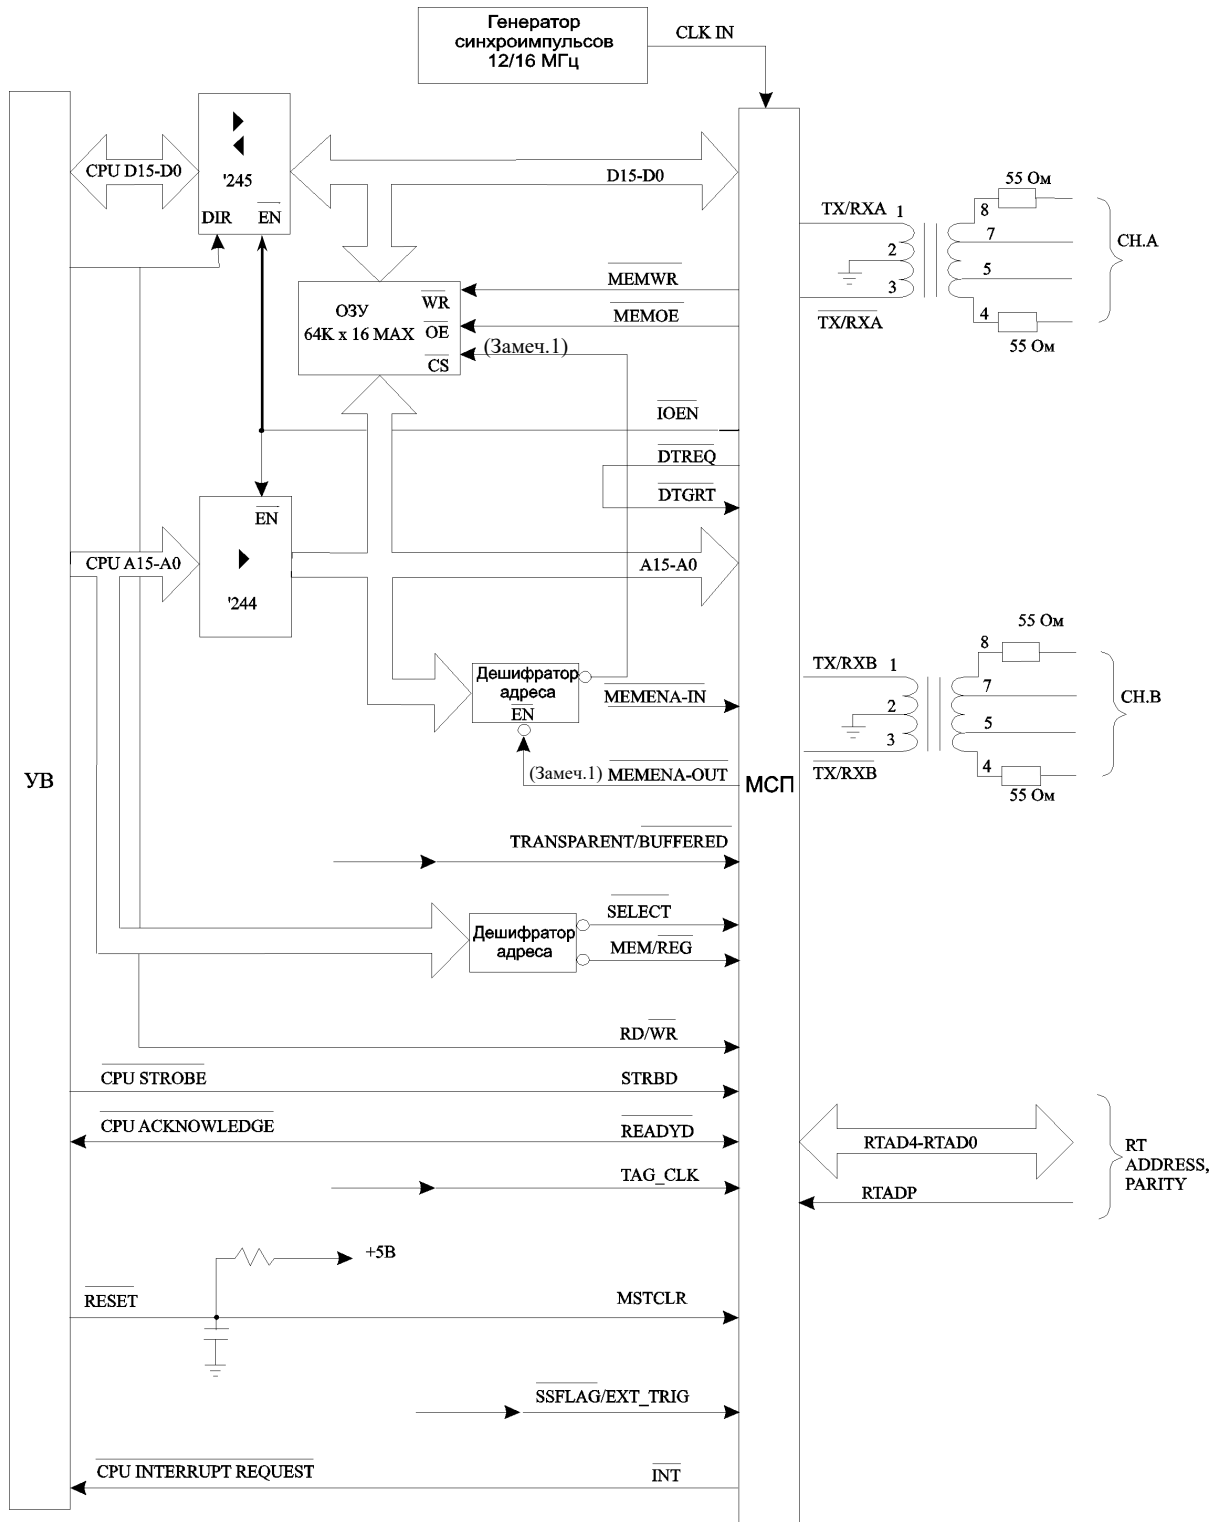 Генератор
синхроимпульсов
12/16 МГц
CLK IN
CPU D15-D0
'245
DIR
EN
D15-D0
TX/RXA
1
2
3
TX/RXA
8
7
5
4
55 Ом
55 Ом
CH.A
ОЗУ
64K x 16 MAX
WR
OE
CS
MEMWR
MEMOE
(Замеч.1)
IOEN
DTREQ
DTGRT
EN
CPU A15-A0
'244
A15-A0
Дешифратор
адреса
EN
MEMENA-IN
(Замеч.1) MEMENA-OUT
УВ
МСП
TX/RXB
1
2
3
TX/RXB
8
7
5
4
55 Ом
55 Ом
CH.B
TRANSPARENT/BUFFERED
Дешифратор
адреса
SELECT
MEM/REG
RD/WR
CPU STROBE
STRBD
CPU ACKNOWLEDGE
READYD
TAG_CLK
RTAD4-RTAD0
RTADP
RT
ADDRESS,
PARITY
+5В
RESET
MSTCLR
SSFLAG/EXT_TRIG
CPU INTERRUPT REQUEST
INT